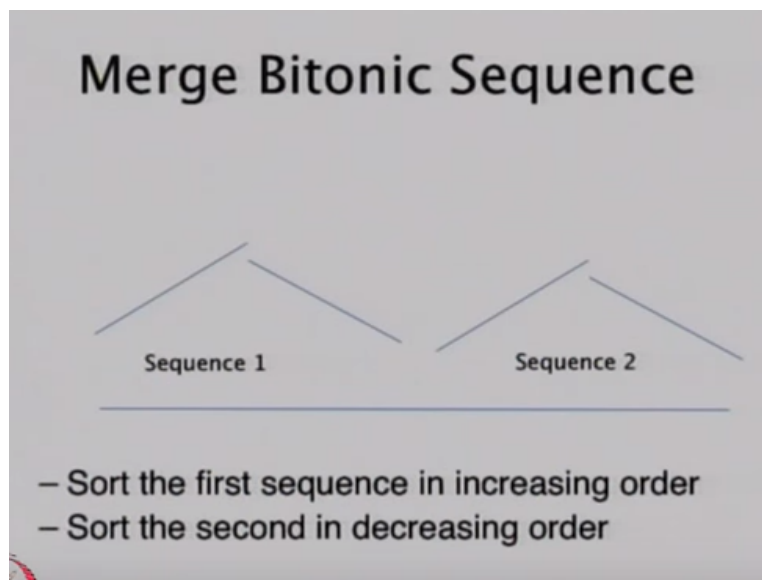 Merge Bitonic Sequence
Sequence 1
Sequence 2
– Sort the first sequence in increasing order
– Sort the second in decreasing order